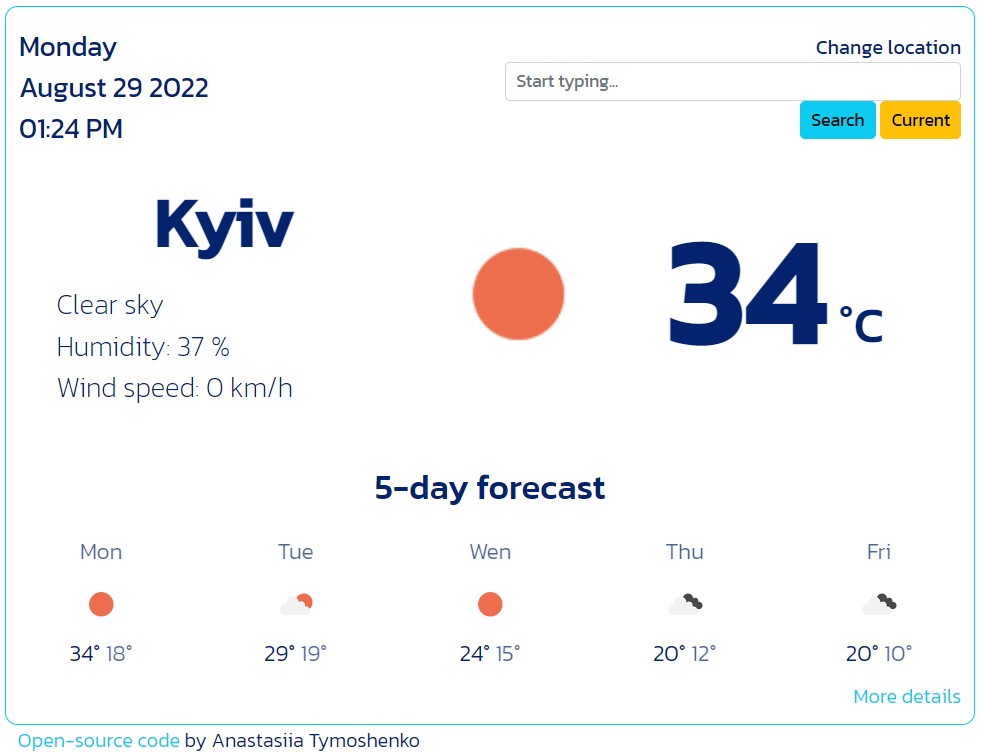 Monday
August 29 2022
01:24 PM
Change location
Start typing...
Search Current
Kyiv
Clear sky
Humidity: 37 %
Wind speed: 0 km/h
34 °C
5-day forecast
Mon Tue Wen Thu Fri
34° 18° 29° 19° 24° 15° 20° 12° 20° 10°
More details
Open-source code by Anastasiia Tymoshenko